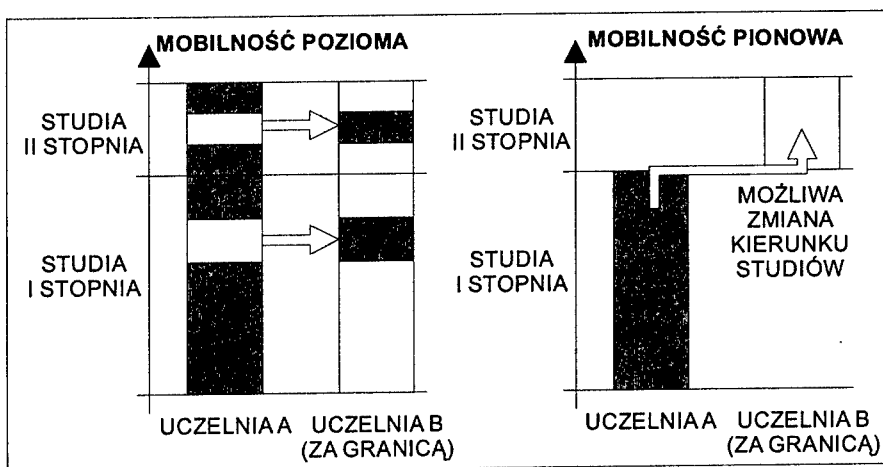 MOBILNOŚĆ POZIOMA
STUDIA
II STOPNIA
STUDIA
I STOPNIA
UCZELNIA A
UCZELNIA B
(ZA GRANICĄ)
MOBILNOŚĆ PIONOWA
STUDIA
II STOPNIA
MOŻLIWA
ZMIANA
KIERUNKU
STUDIÓW
STUDIA
I STOPNIA
UCZELNIA A
UCZELNIA B
(ZA GRANICĄ)